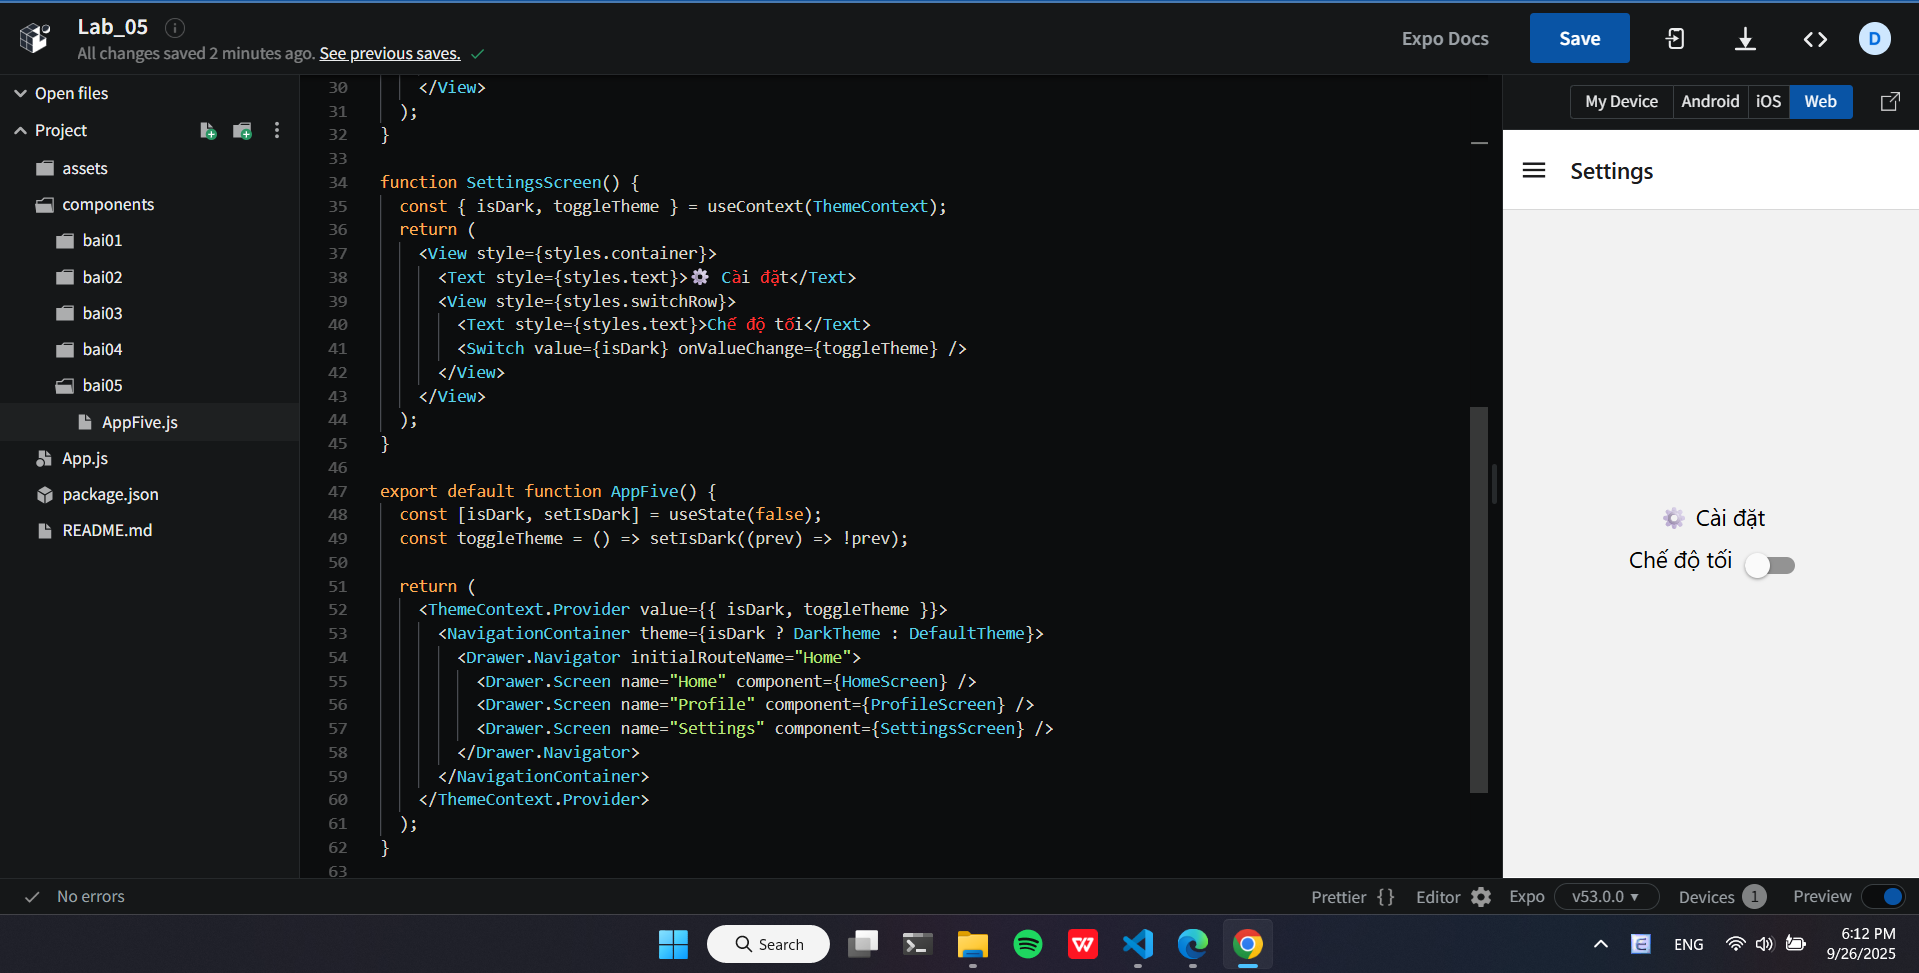 Lab_05
All changes saved 2 minutes ago. See previous saves.
Expo Docs
Save
D
Open files
Project
assets
components
bai01
bai02
bai03
bai04
bai05
AppFive.js
App.js
package.json
README.md
30 </View>
31 );
32 }
33
34 function SettingsScreen() {
35 const { isDark, toggleTheme } = useContext(ThemeContext);
36 return (
37 <View style={styles.container}>
38 <Text style={styles.text}>⚙️ Cài đặt</Text>
39 <View style={styles.switchRow}>
40 <Text style={styles.text}>Chế độ tối</Text>
41 <Switch value={isDark} onValueChange={toggleTheme} />
42 </View>
43 </View>
44 );
45 }
46
47 export default function AppFive() {
48 const [isDark, setIsDark] = useState(false);
49 const toggleTheme = () => setIsDark((prev) => !prev);
50
51 return (
52 <ThemeContext.Provider value={{ isDark, toggleTheme }}>
53 <NavigationContainer theme={isDark ? DarkTheme : DefaultTheme}>
54 <Drawer.Navigator initialRouteName="Home">
55 <Drawer.Screen name="Home" component={HomeScreen} />
56 <Drawer.Screen name="Profile" component={ProfileScreen} />
57 <Drawer.Screen name="Settings" component={SettingsScreen} />
58 </Drawer.Navigator>
59 </NavigationContainer>
60 </ThemeContext.Provider>
61 );
62 }
63
My Device Android iOS Web
Settings
⚙️ Cài đặt
Chế độ tối
No errors
Prettier { } Editor Expo v53.0.0 Devices 1 Preview
Search
ENG
6:12 PM
9/26/2025